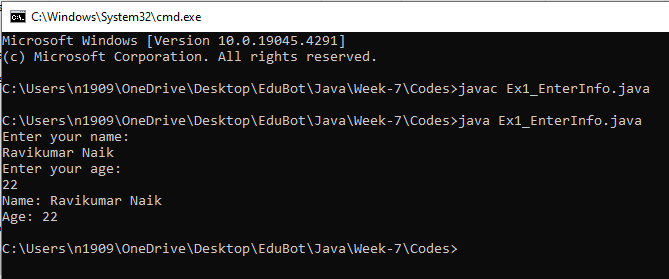 C:\Windows\System32\cmd.exe
Microsoft Windows [Version 10.0.19045.4291]
(c) Microsoft Corporation. All rights reserved.
C:\Users\n1909\OneDrive\Desktop\EduBot\Java\Week-7\Codes>javac Ex1_EnterInfo.java
C:\Users\n1909\OneDrive\Desktop\EduBot\Java\Week-7\Codes>java Ex1_EnterInfo.java
Enter your name:
Ravikumar Naik
Enter your age:
22
Name: Ravikumar Naik
Age: 22
C:\Users\n1909\OneDrive\Desktop\EduBot\Java\Week-7\Codes>